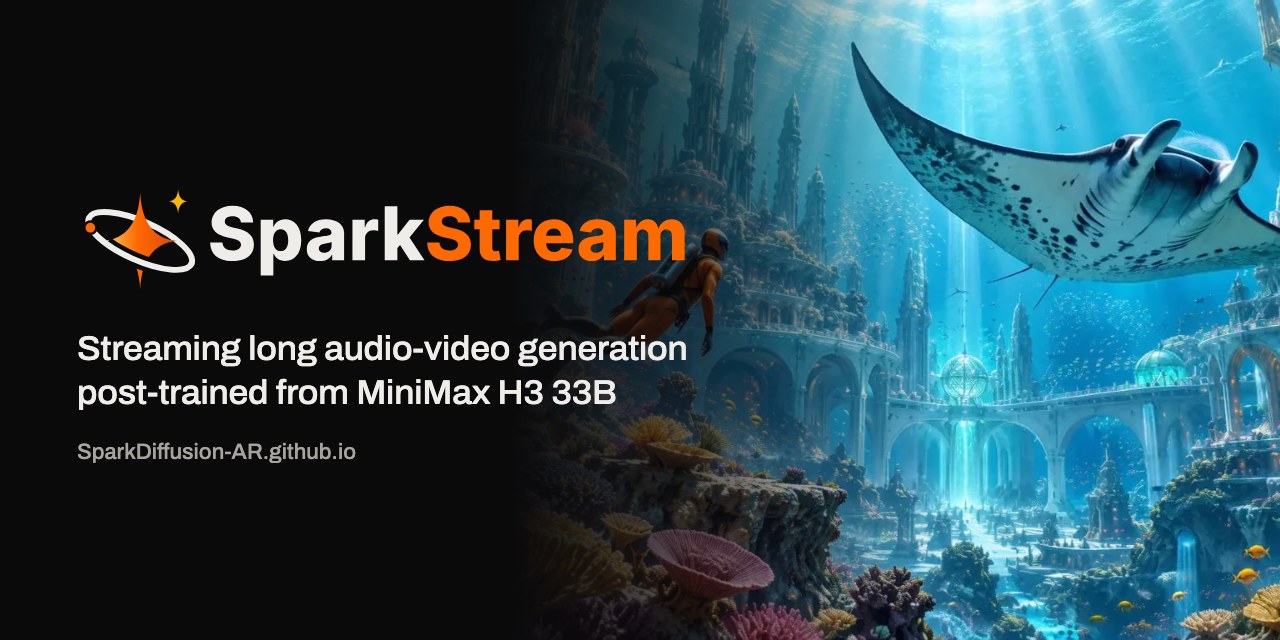 SparkStream
Streaming long audio-video generation
post-trained from MiniMax H3 33B
SparkDiffusion-AR.github.io